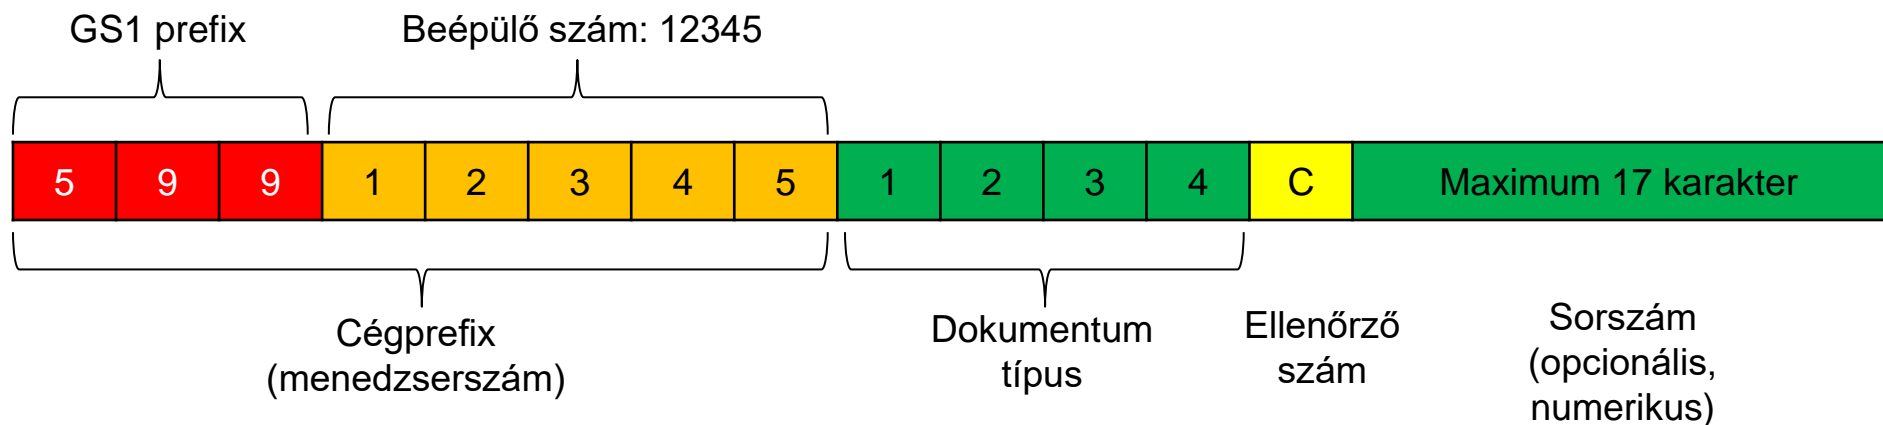 GS1 prefix
Beépülő szám: 12345
5 9 9 1 2 3 4 5 1 2 3 4 C Maximum 17 karakter
Cégprefix
(menedzserszám)
Dokumentum
típus
Ellenőrző
szám
Sorszám
(opcionális,
numerikus)